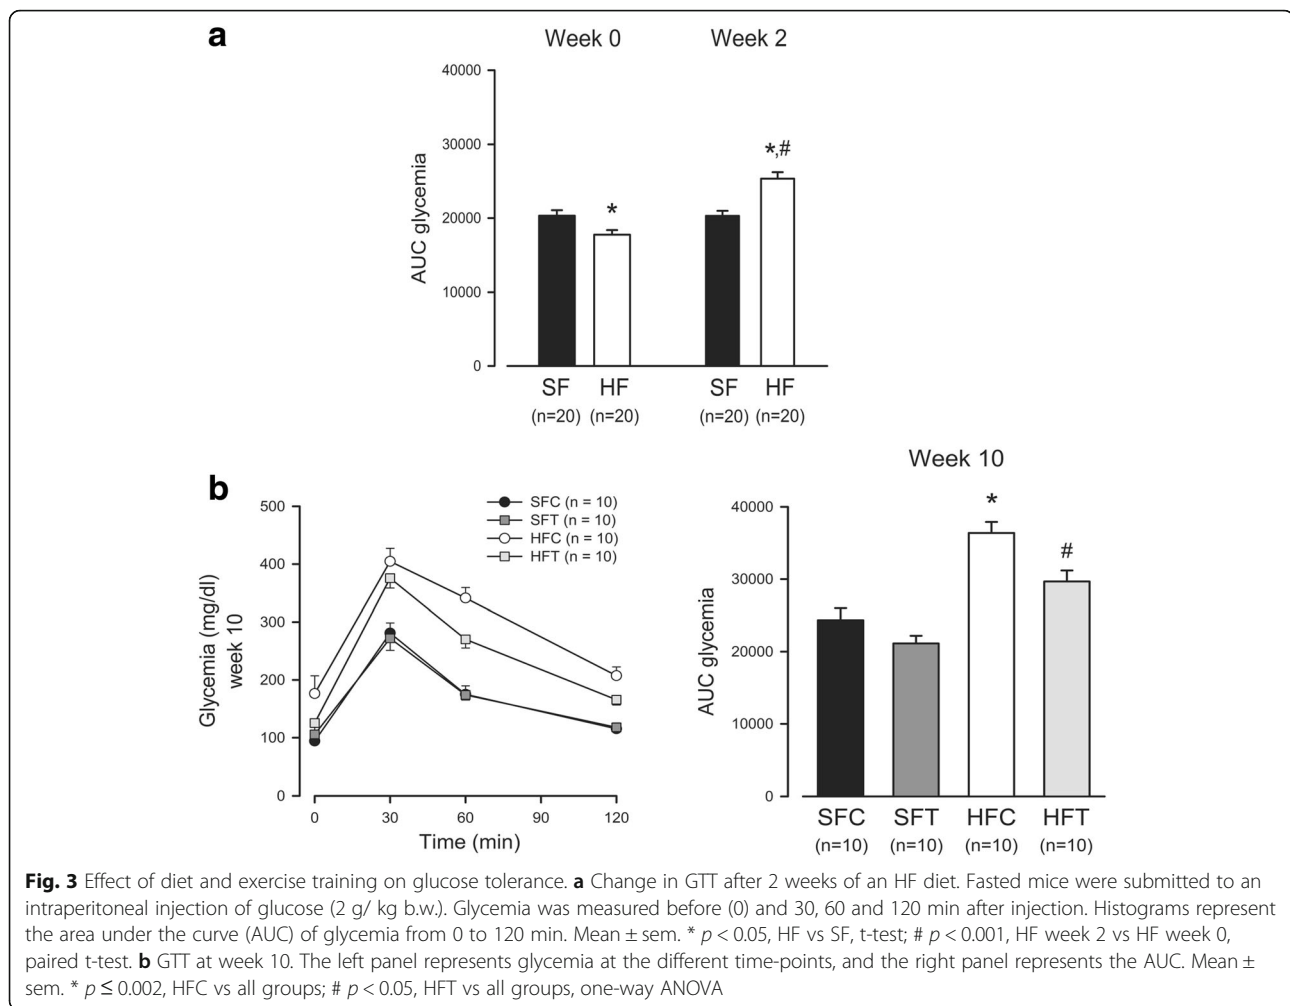 a
Week 0
Week 2
40000
30000
20000
10000
0
AUC glycemia
*
*,#
SF
HF
SF
HF
(n=20)
(n=20)
(n=20)
(n=20)
b
500
400
300
200
100
0
Glycemia (mg/dl)
week 10
SFC (n = 10)
SFT (n = 10)
HFC (n = 10)
HFT (n = 10)
0
30
60
90
120
Time (min)
Week 10
40000
30000
20000
10000
0
AUC glycemia
*
#
SFC
SFT
HFC
HFT
(n=10)
(n=10)
(n=10)
(n=10)
Fig. 3 Effect of diet and exercise training on glucose tolerance. a Change in GTT after 2 weeks of an HF diet. Fasted mice were submitted to an
intraperitoneal injection of glucose (2 g/ kg b.w.). Glycemia was measured before (0) and 30, 60 and 120 min after injection. Histograms represent
the area under the curve (AUC) of glycemia from 0 to 120 min. Mean ± sem. * p < 0.05, HF vs SF, t-test; # p < 0.001, HF week 2 vs HF week 0,
paired t-test. b GTT at week 10. The left panel represents glycemia at the different time-points, and the right panel represents the AUC. Mean ±
sem. * p ≤ 0.002, HFC vs all groups; # p < 0.05, HFT vs all groups, one-way ANOVA